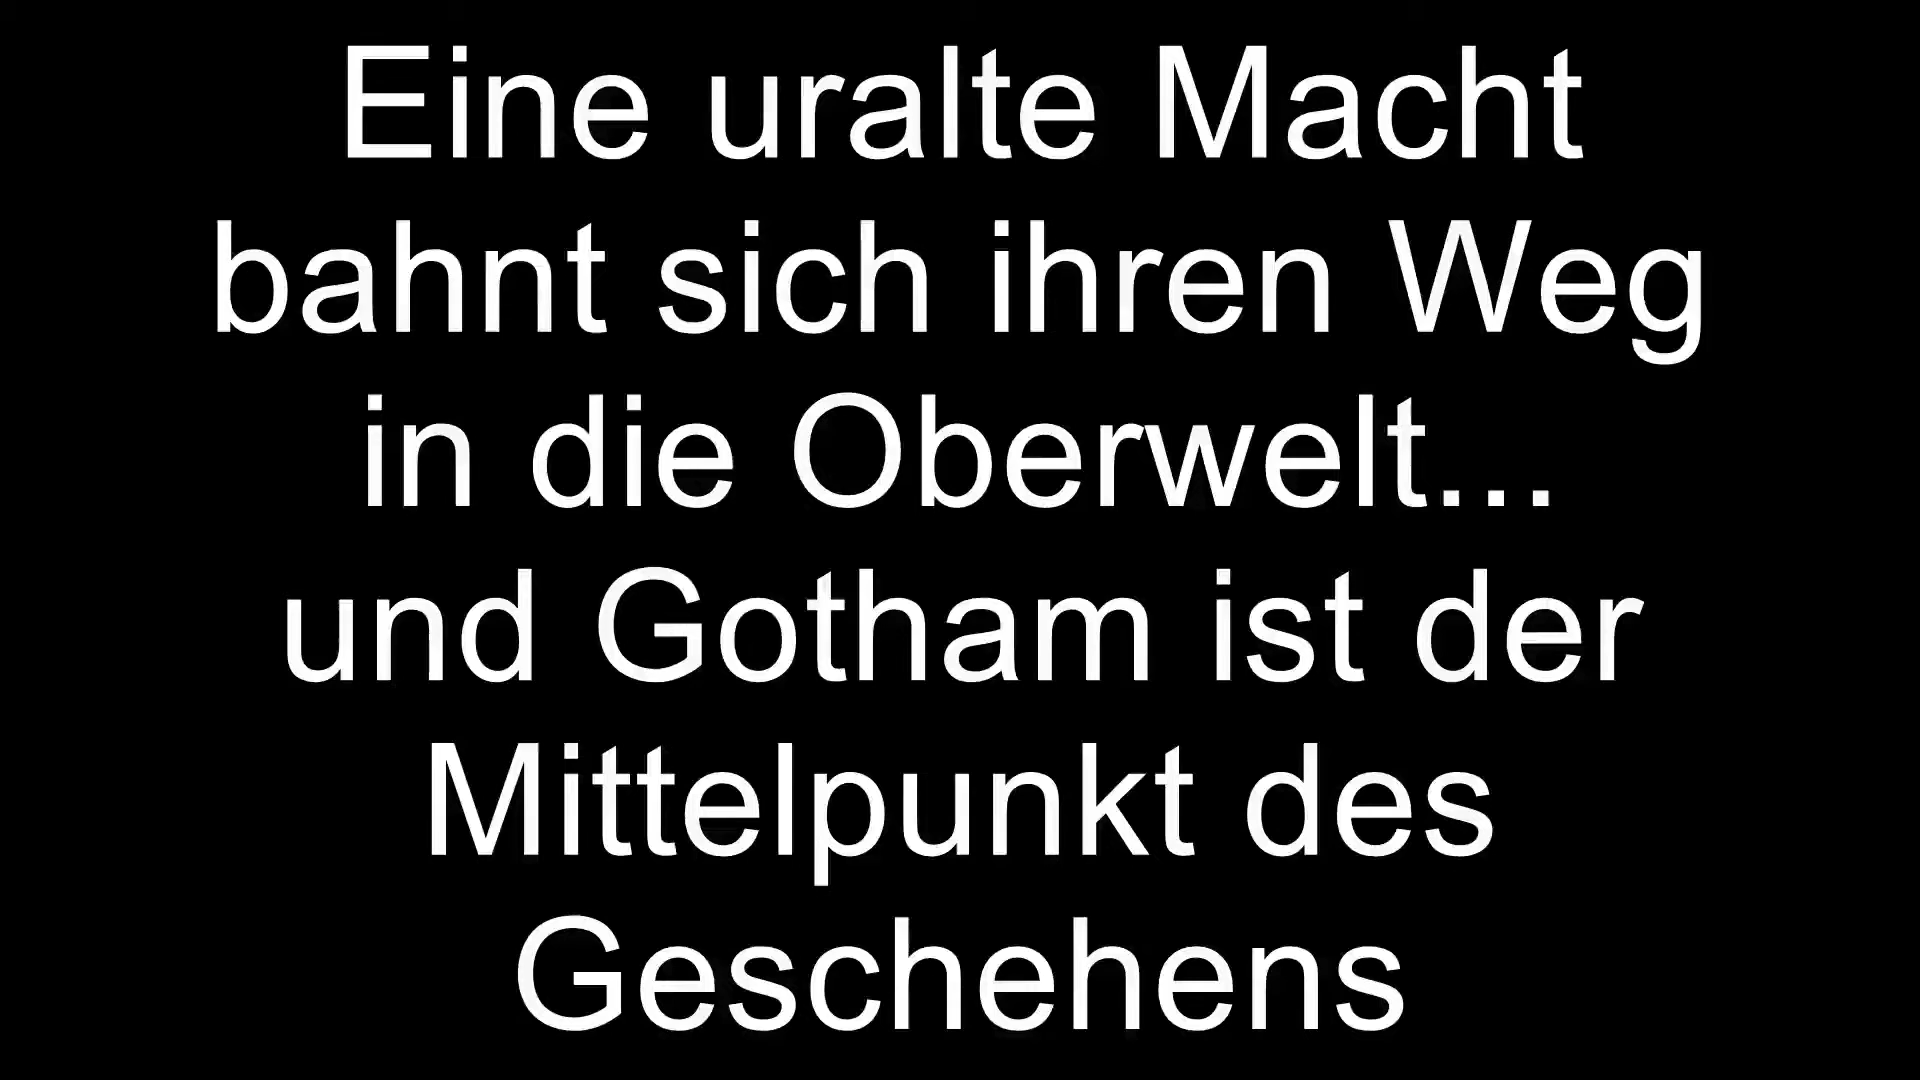 Eine uralte Macht
bahnt sich ihren Weg
in die Oberwelt...
und Gotham ist der
Mittelpunkt des
Geschehens